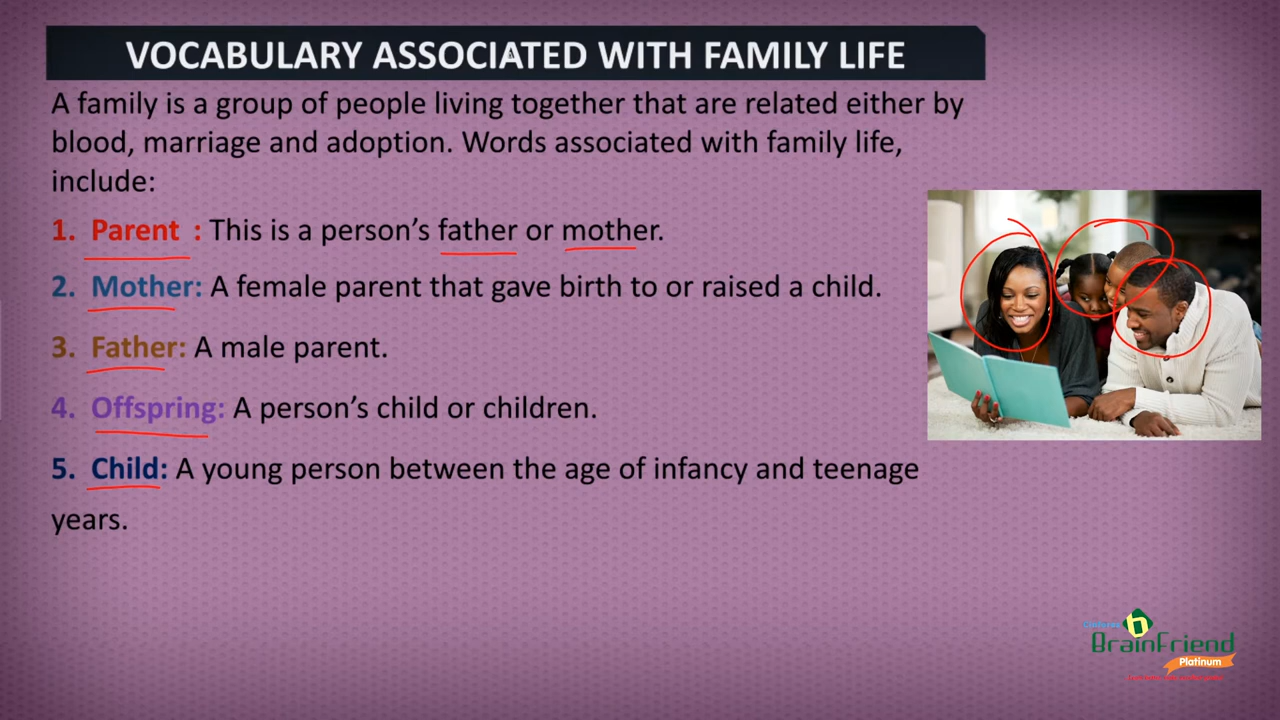 VOCABULARY ASSOCIATED WITH FAMILY LIFE
A family is a group of people living together that are related either by
blood, marriage and adoption. Words associated with family life,
include:
1. Parent : This is a person’s father or mother.
2. Mother: A female parent that gave birth to or raised a child.
3. Father: A male parent.
4. Offspring: A person’s child or children.
5. Child: A young person between the age of infancy and teenage
years.
BrainFriend
Platinum